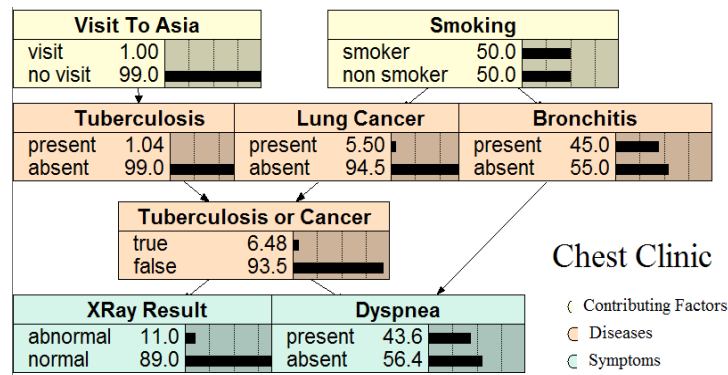 Visit To Asia
visit 1.00
no visit 99.0
Smoking
smoker 50.0
non smoker 50.0
Tuberculosis
present 1.04
absent 99.0
Lung Cancer
present 5.50
absent 94.5
Bronchitis
present 45.0
absent 55.0
Tuberculosis or Cancer
true 6.48
false 93.5
XRay Result
abnormal 11.0
normal 89.0
Dyspnea
present 43.6
absent 56.4
Chest Clinic
Contributing Factors
Diseases
Symptoms